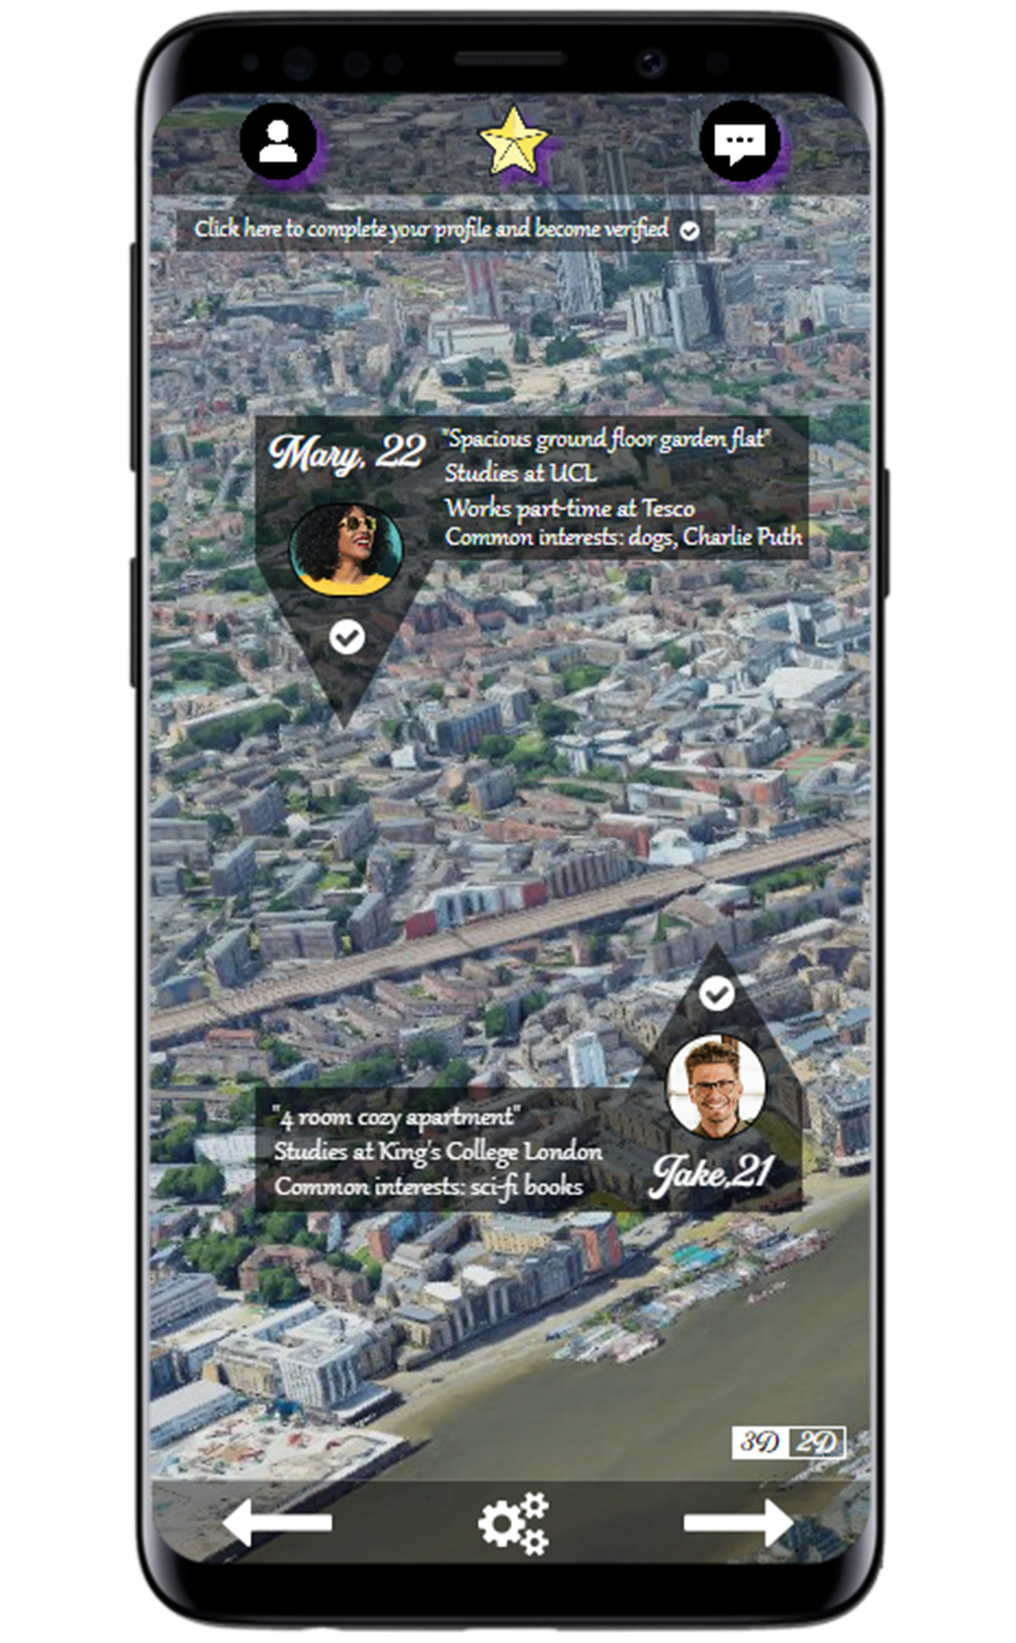 Click here to complete your profile and become verified
Mary, 22
"Spacious ground floor garden flat"
Studies at UCL
Works part-time at Tesco
Common interests: dogs, Charlie Puth
"4 room cozy apartment"
Studies at King's College London
Common interests: sci-fi books
Jake,21
3D 2D